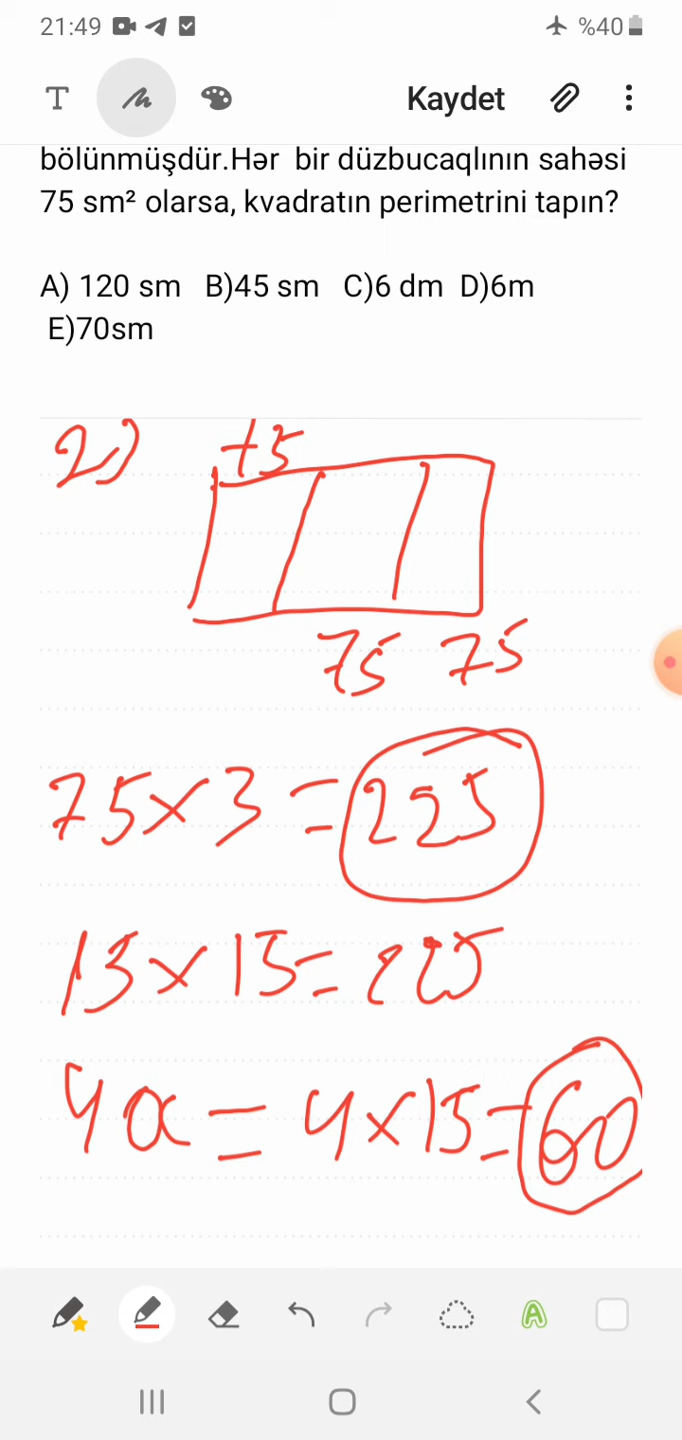 21:49 %40
T Kaydet
bölünmüşdür.Hər bir düzbucaqlının sahəsi
75 sm² olarsa, kvadratın perimetrini tapın?
A) 120 sm B)45 sm C)6 dm D)6m
E)70sm
2) 75
75 75
75×3=225
15×15=225
4a=4×15=60
A